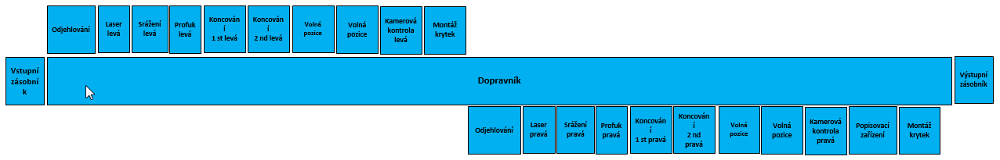 Odjehlování
Laser
levá
Srážení
levá
Profuk
levá
Koncován
í
1 st levá
Koncován
í
2 nd levá
Volná
pozice
Volná
pozice
Kamerová
kontrola
levá
Montáž
krytek
Vstupní
zásobní
k
Dopravník
Výstupní
zásobník
Odjehlování
Laser
pravá
Srážení
pravá
Profuk
pravá
Koncován
í
1 st pravá
Koncován
í
2 nd
pravá
Volná
pozice
Volná
pozice
Kamerová
kontrola
pravá
Popisovací
zařízení
Montáž
krytek